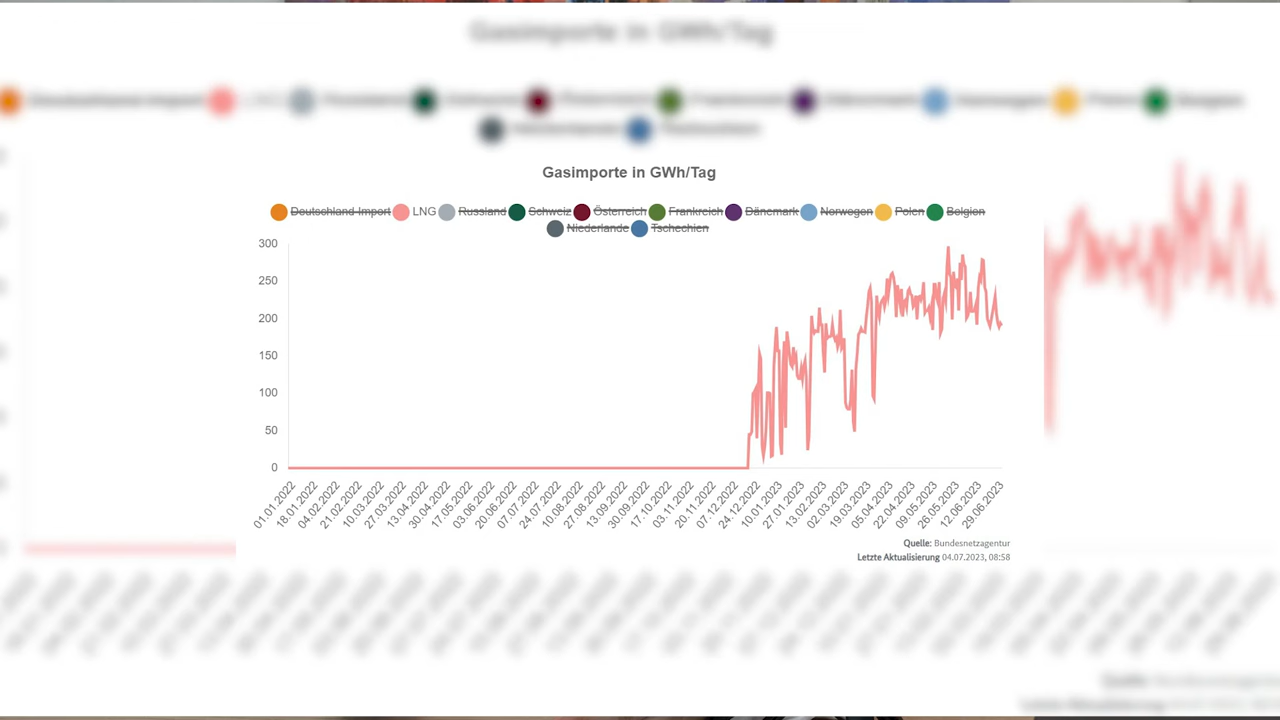 Gasimporte in GWh/Tag
Gasimporte in GWh/Tag
Deutschland Import LNG Russland Schweiz Österreich Frankreich Dänemark Norwegen Polen Belgien
Niederlande Tschechien
300
250
200
150
100
50
0
01.01.2022 18.01.2022 04.02.2022 21.02.2022 10.03.2022 27.03.2022 13.04.2022 30.04.2022 17.05.2022 03.06.2022 20.06.2022 07.07.2022 24.07.2022 10.08.2022 27.08.2022 13.09.2022 30.09.2022 17.10.2022 03.11.2022 20.11.2022 07.12.2022 24.12.2022 10.01.2023 27.01.2023 13.02.2023 02.03.2023 19.03.2023 05.04.2023 22.04.2023 09.05.2023 26.05.2023 12.06.2023 29.06.2023
Quelle: Bundesnetzagentur
Letzte Aktualisierung 04.07.2023, 08:58